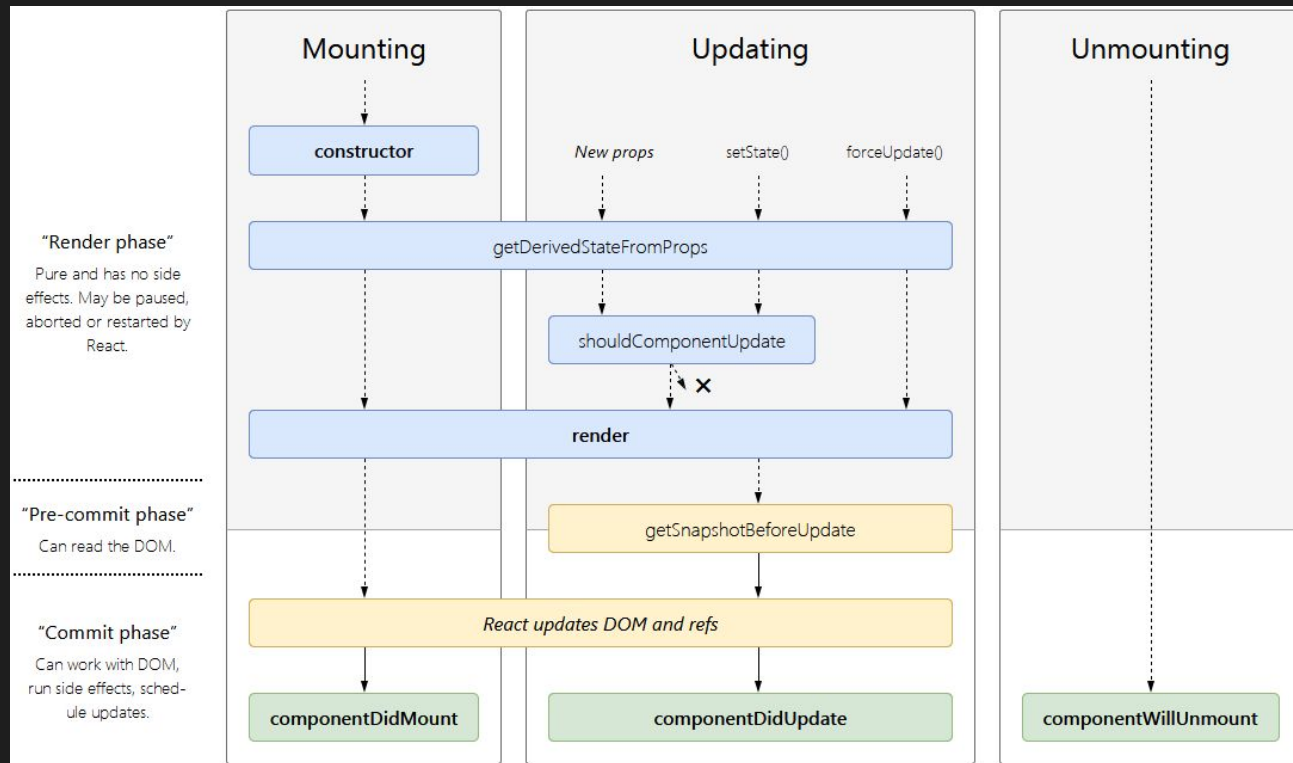 Mounting
Updating
Unmounting
constructor
New props
setState()
forceUpdate()
"Render phase"
Pure and has no side
effects. May be paused,
aborted or restarted by
React.
getDerivedStateFromProps
shouldComponentUpdate
render
"Pre-commit phase"
Can read the DOM.
getSnapshotBeforeUpdate
"Commit phase"
Can work with DOM,
run side effects, sched-
ule updates.
React updates DOM and refs
componentDidMount
componentDidUpdate
componentWillUnmount